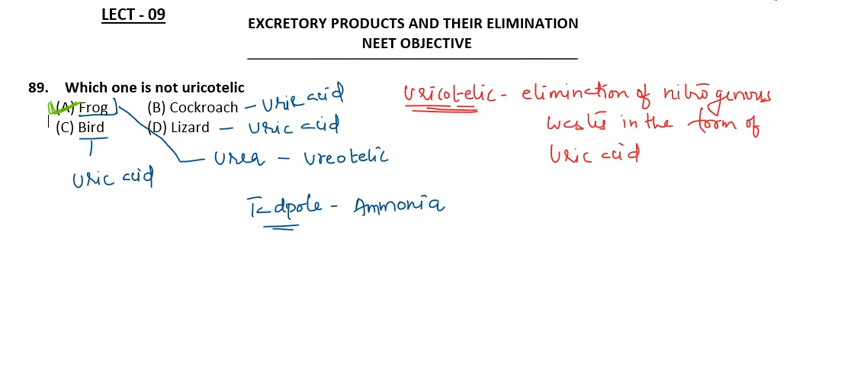 LECT - 09
EXCRETORY PRODUCTS AND THEIR ELIMINATION
NEET OBJECTIVE
89. Which one is not uricotelic
(A) Frog (B) Cockroach - uric acid
(C) Bird (D) Lizard - uric acid
urea - ureotelic
uric acid
Tadpole - Ammonia
uricotelic - elimination of nitrogenous
wastes in the form of
uric acid